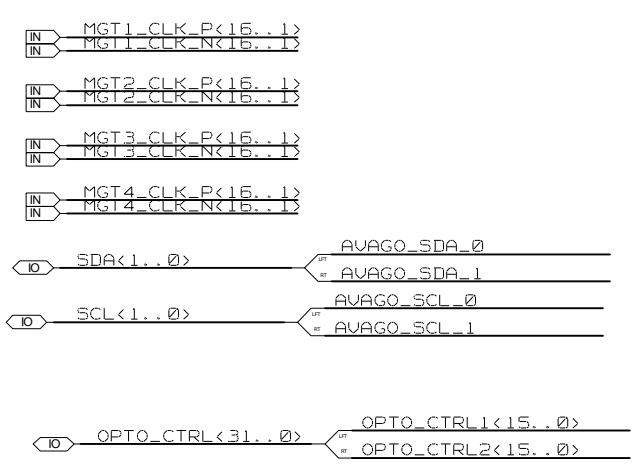 IN MGT1_CLK_P<16..1>
IN MGT1_CLK_N<16..1>
IN MGT2_CLK_P<16..1>
IN MGT2_CLK_N<16..1>
IN MGT3_CLK_P<16..1>
IN MGT3_CLK_N<16..1>
IN MGT4_CLK_P<16..1>
IN MGT4_CLK_N<16..1>
LFT AVAGO_SDA_0
IO SDA<1..0>
RT AVAGO_SDA_1
LFT AVAGO_SCL_0
IO SCL<1..0>
RT AVAGO_SCL_1
LFT OPTO_CTRL1<15..0>
IO OPTO_CTRL<31..0>
RT OPTO_CTRL2<15..0>